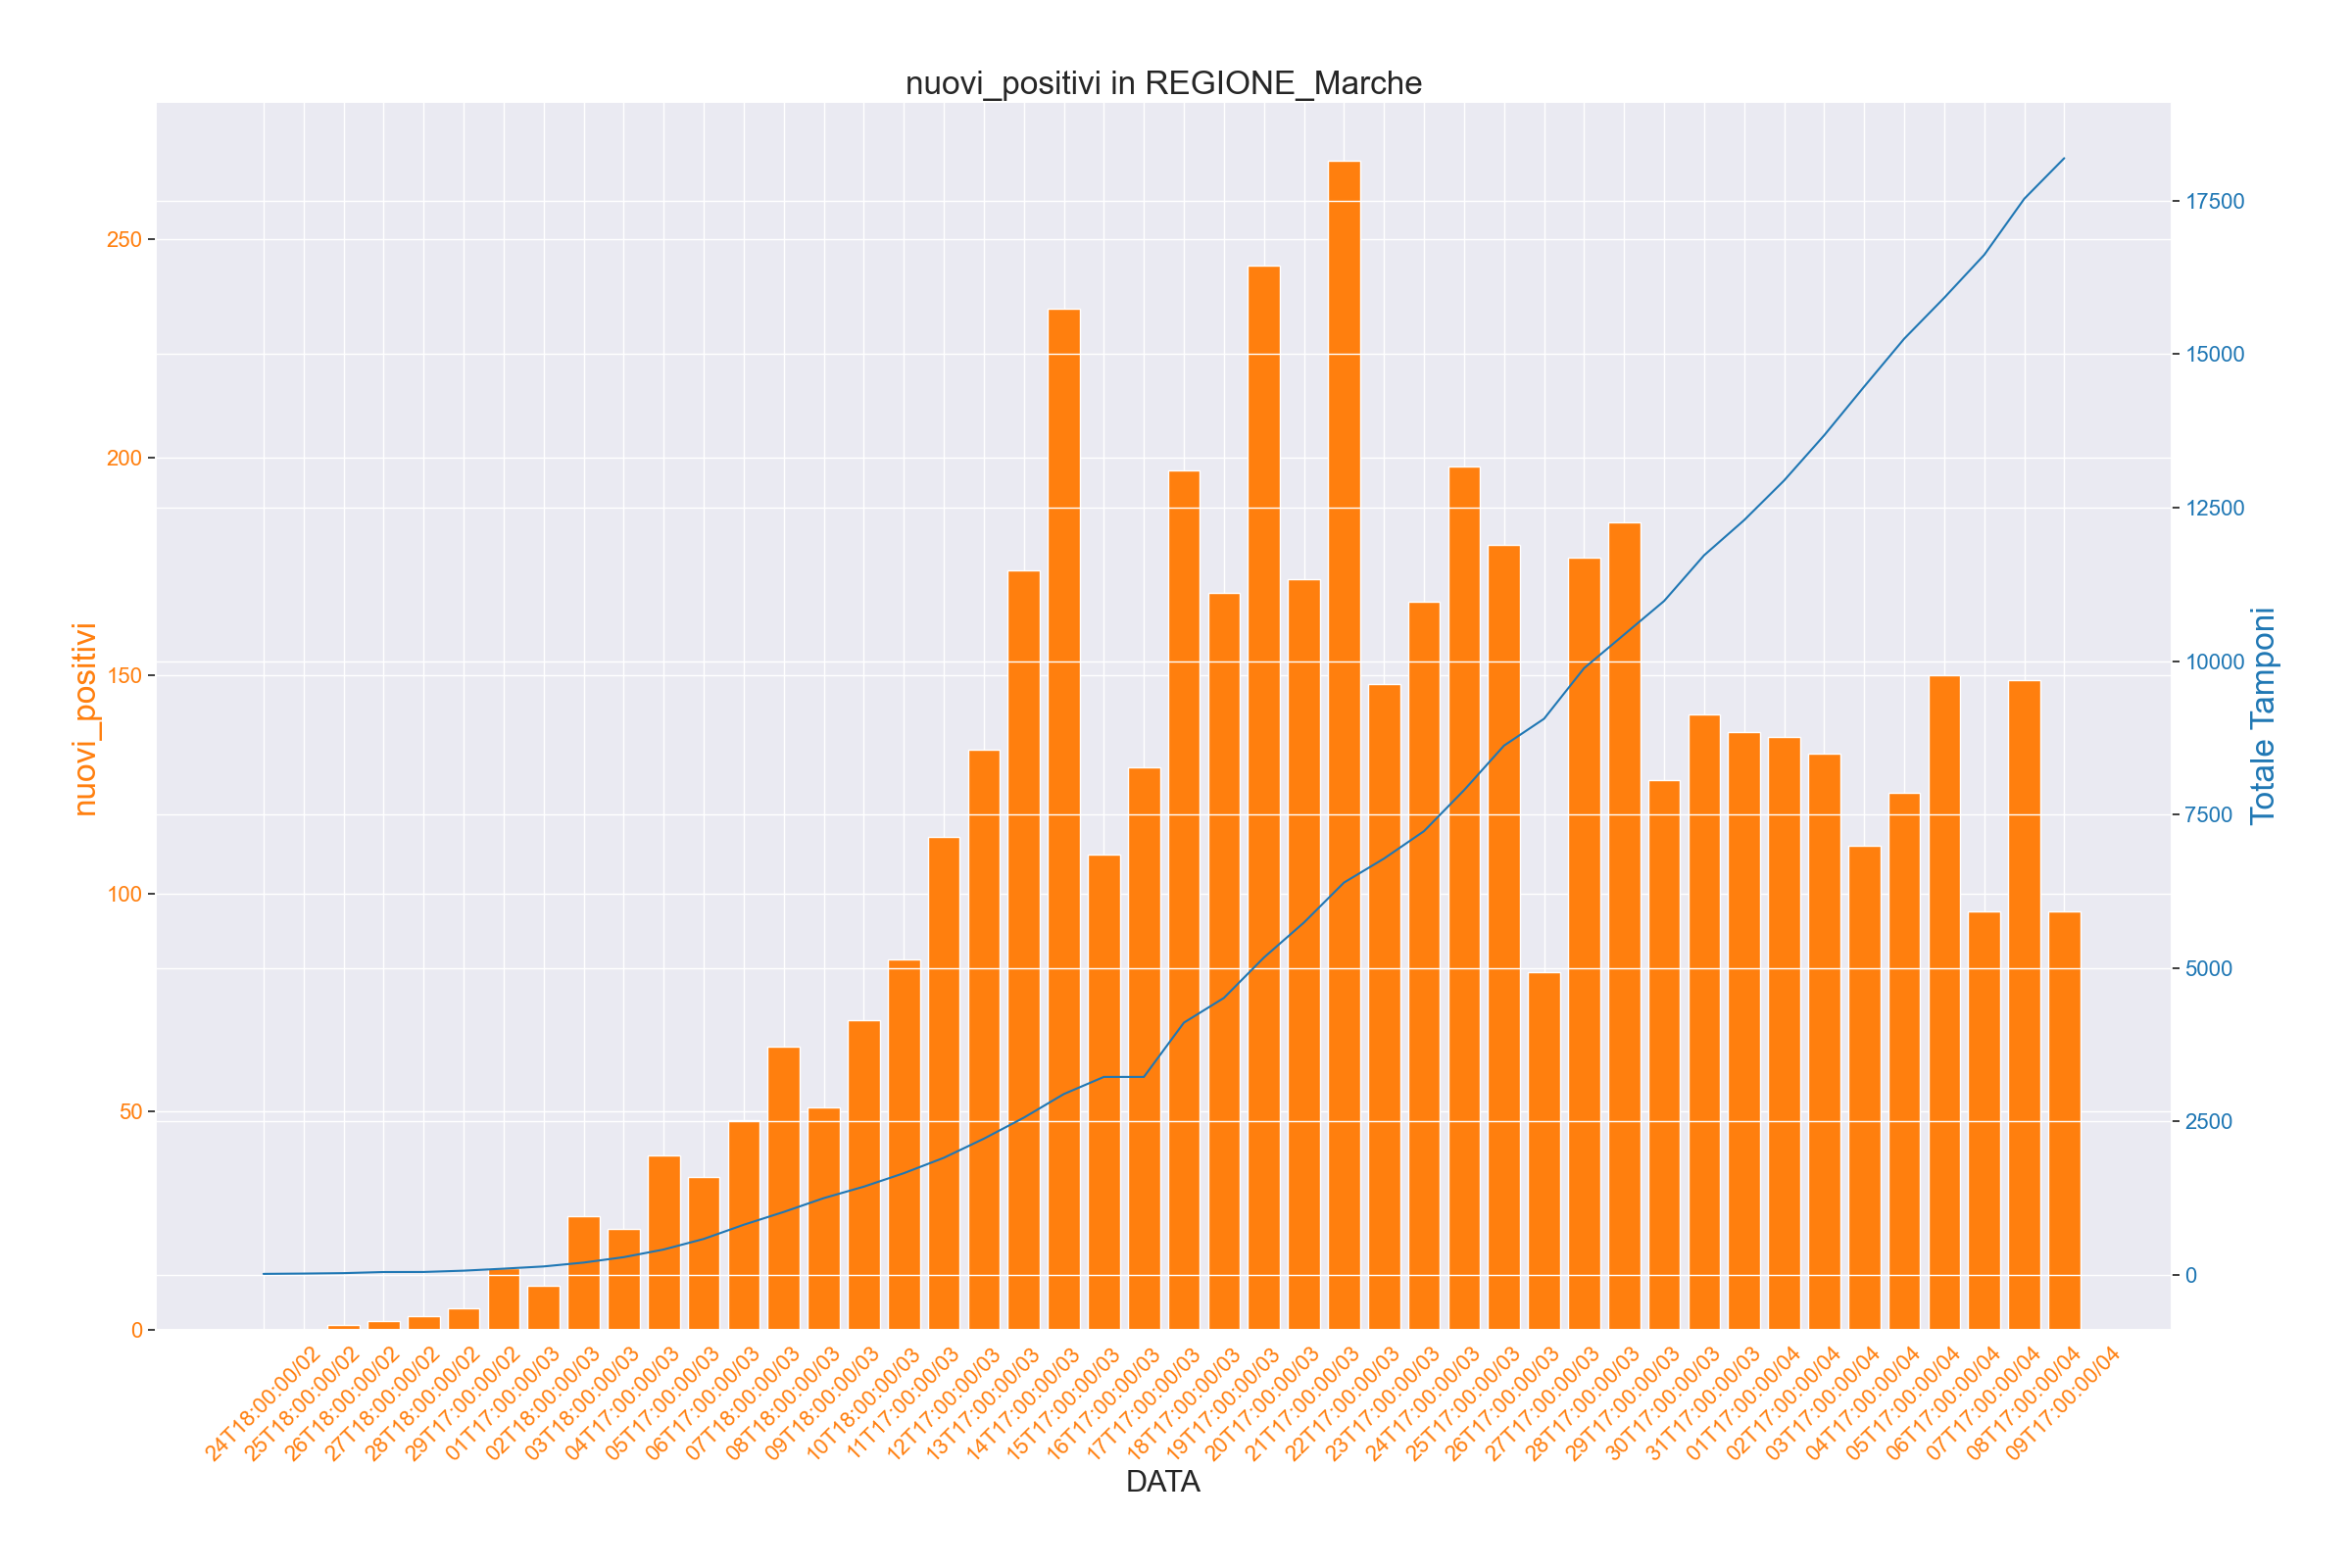 nuovi_positivi in REGIONE_Marche
nuovi_positivi
250
200
150
100
50
0
17500
15000
12500
10000
7500
5000
2500
0
Totale Tamponi
24T18:00:00/02
25T18:00:00/02
26T18:00:00/02
27T18:00:00/02
28T18:00:00/02
29T17:00:00/02
01T17:00:00/03
02T18:00:00/03
03T18:00:00/03
04T17:00:00/03
05T17:00:00/03
06T17:00:00/03
07T18:00:00/03
08T18:00:00/03
09T18:00:00/03
10T18:00:00/03
11T17:00:00/03
12T17:00:00/03
13T17:00:00/03
14T17:00:00/03
15T17:00:00/03
16T17:00:00/03
17T17:00:00/03
18T17:00:00/03
19T17:00:00/03
20T17:00:00/03
21T17:00:00/03
22T17:00:00/03
23T17:00:00/03
24T17:00:00/03
25T17:00:00/03
26T17:00:00/03
27T17:00:00/03
28T17:00:00/03
29T17:00:00/03
30T17:00:00/03
31T17:00:00/03
01T17:00:00/04
02T17:00:00/04
03T17:00:00/04
04T17:00:00/04
05T17:00:00/04
06T17:00:00/04
07T17:00:00/04
08T17:00:00/04
09T17:00:00/04
DATA